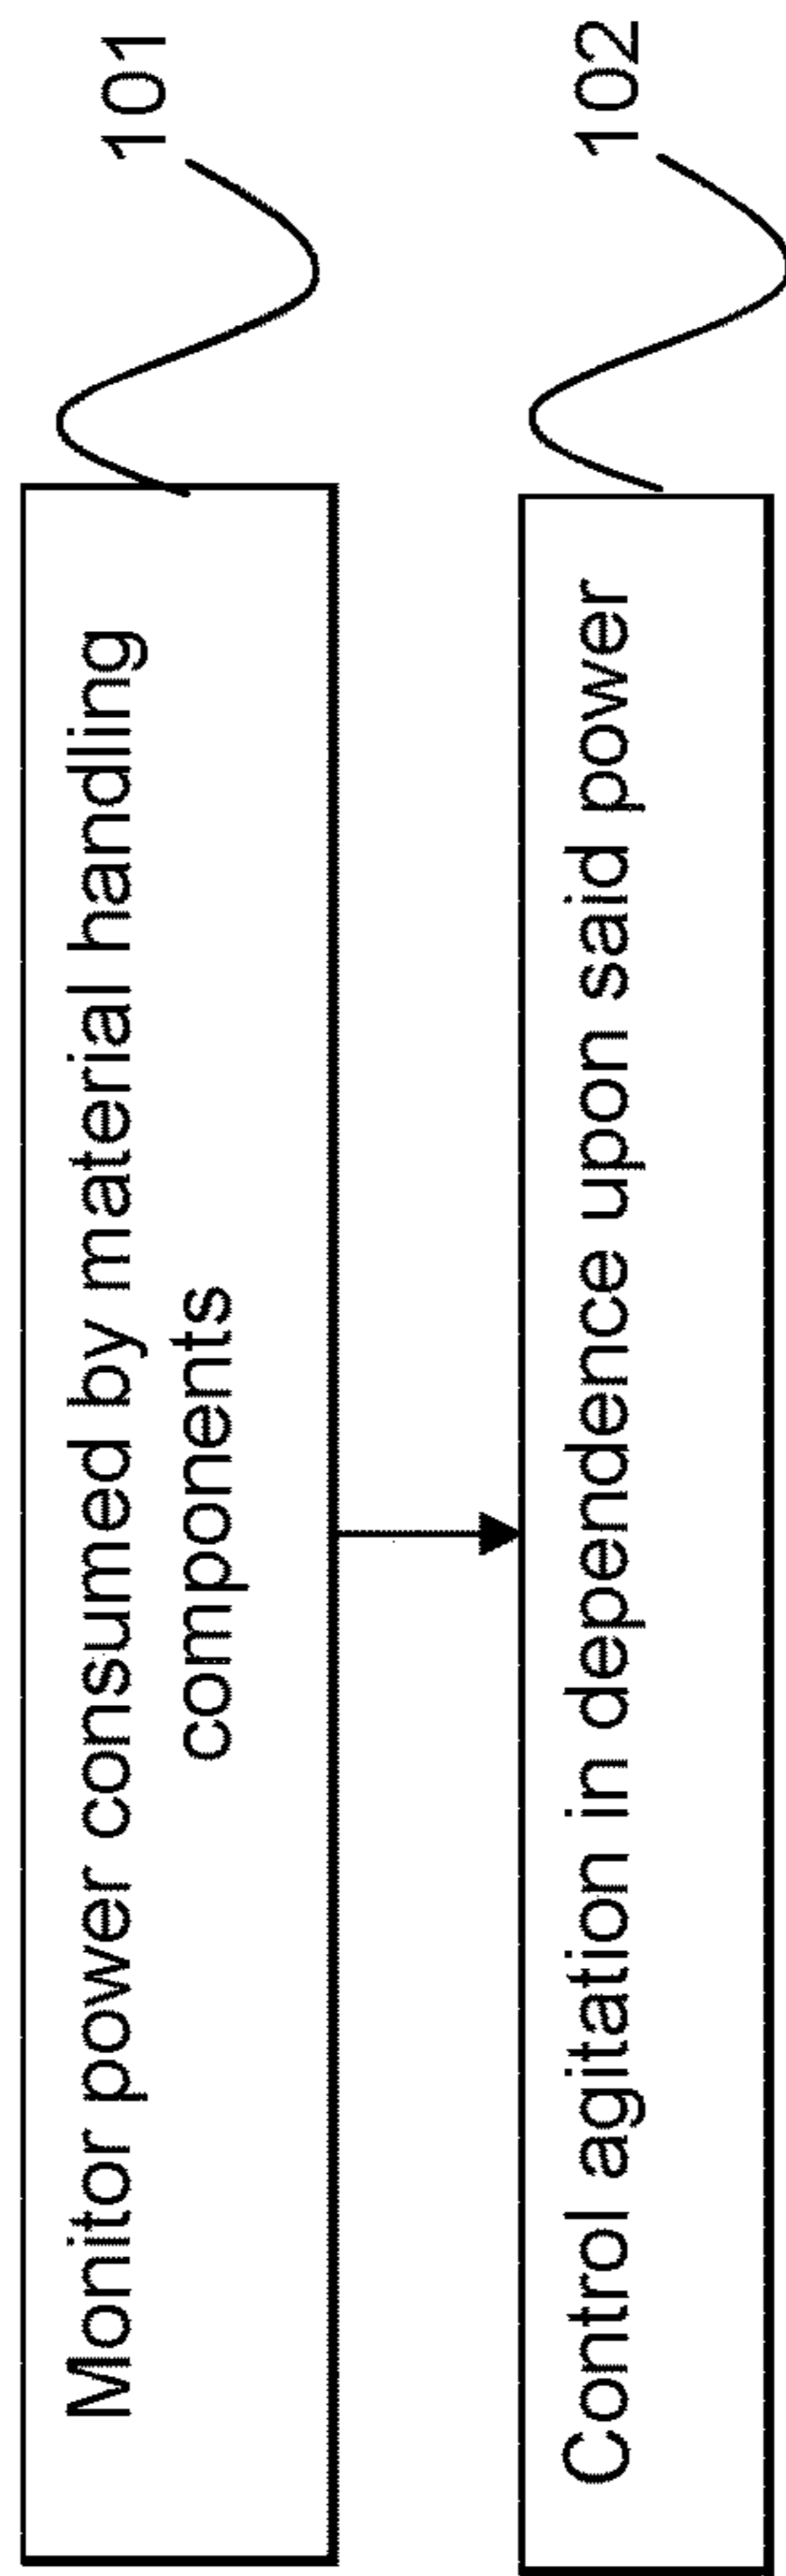 Monitor power consumed by material handling
components
101
Control agitation in dependence upon said power
102